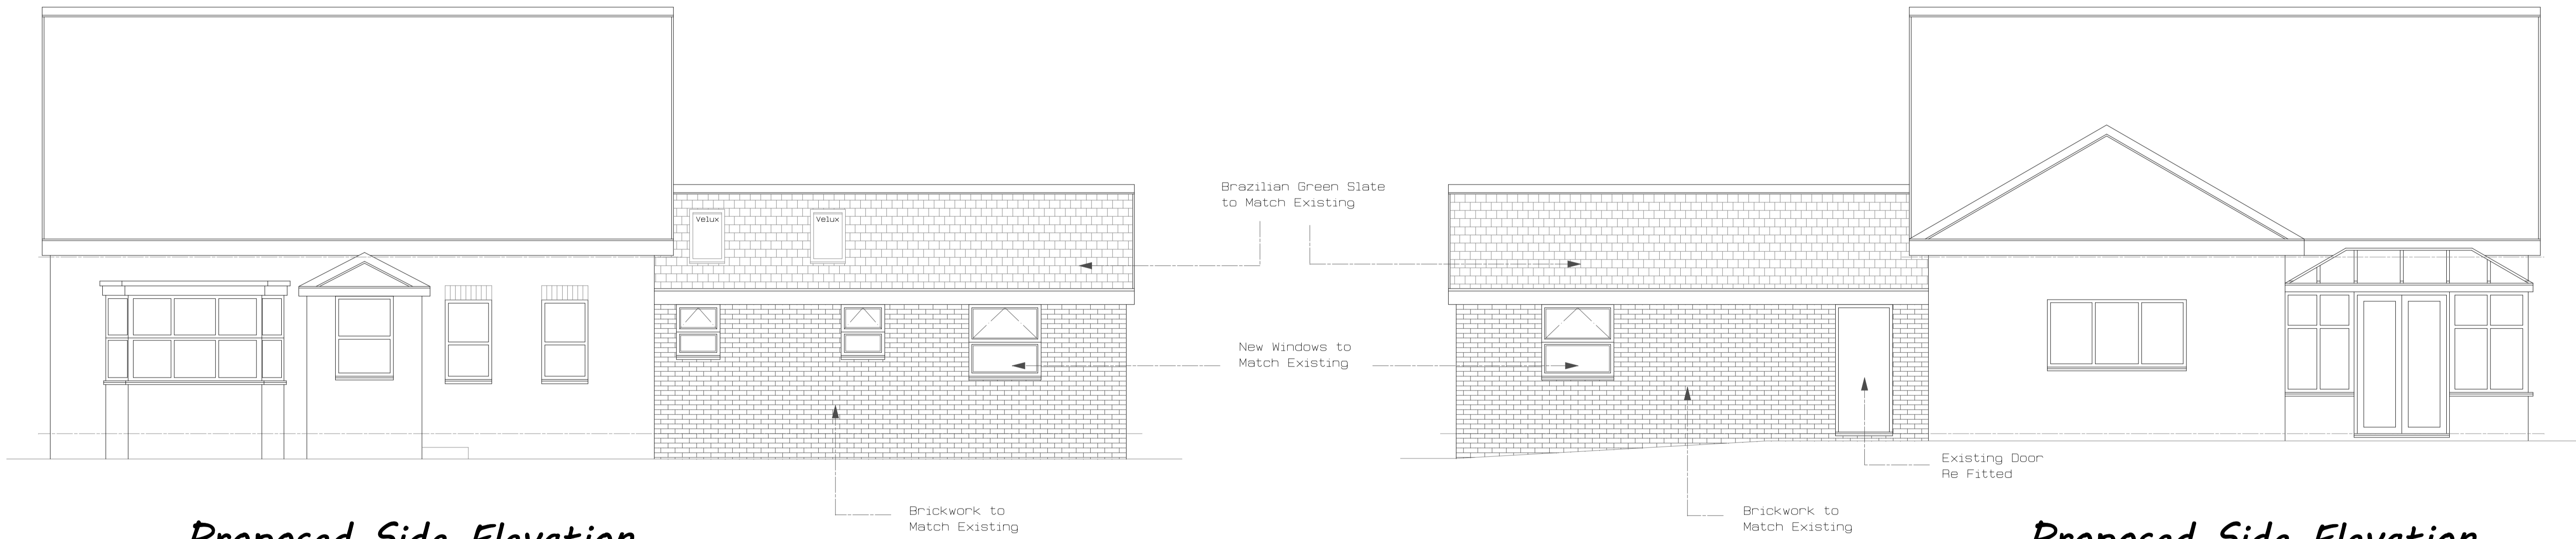 Velux
Velux
Brazilian Green Slate
to Match Existing
New Windows to
Match Existing
Existing Door
Re Fitted
Brickwork to
Match Existing
Brickwork to
Match Existing
Proposed Side Elevation
Proposed Side Elevation